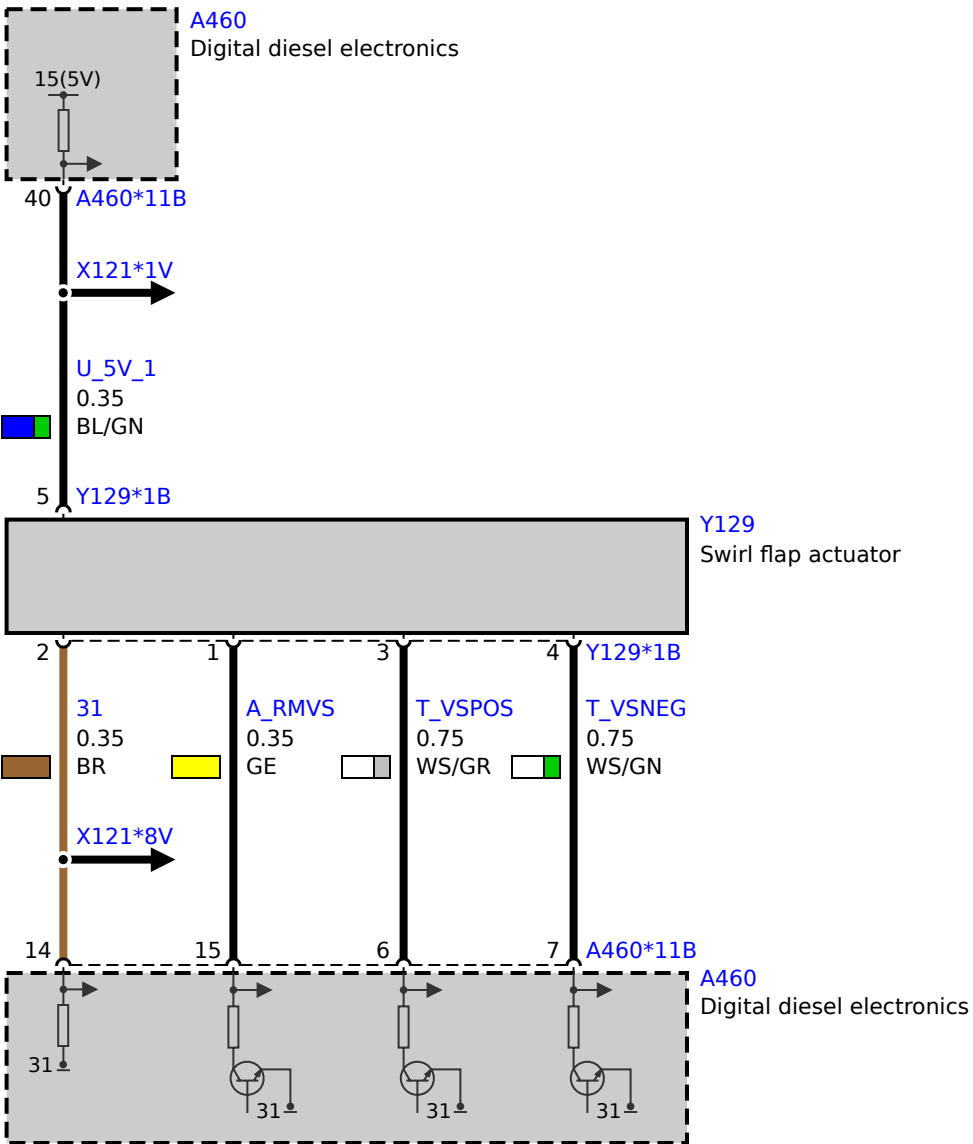 A460
Digital diesel electronics
15(5V)
40 A460*11B
X121*1V
U_5V_1
0.35
BL/GN
5 Y129*1B
Y129
Swirl flap actuator
2 1 3 4 Y129*1B
31 A_RMVS T_VSPOS T_VSNEG
0.35 0.35 0.75 0.75
BR GE WS/GR WS/GN
X121*8V
14 15 6 7 A460*11B
A460
Digital diesel electronics
31
31 31 31